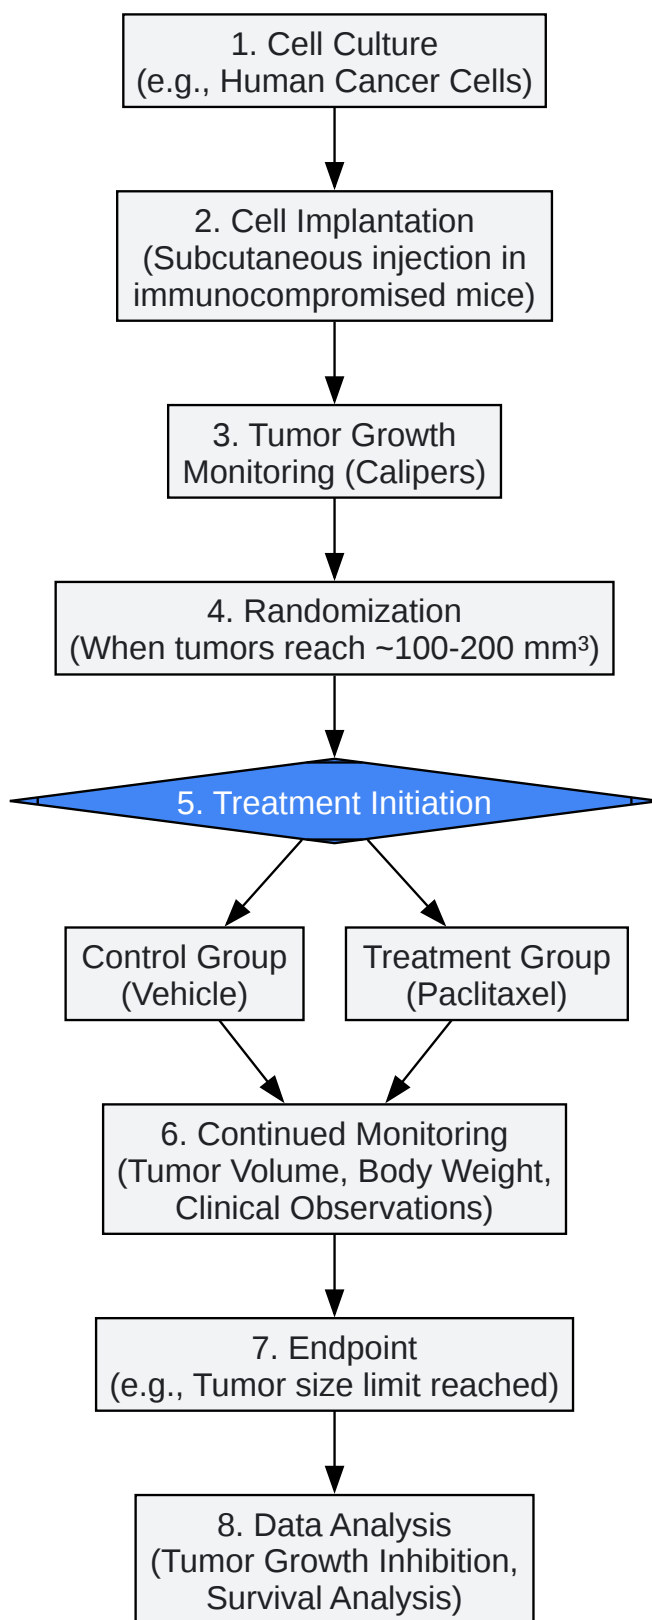 1. Cell Culture
(e.g., Human Cancer Cells)
2. Cell Implantation
(Subcutaneous injection in
immunocompromised mice)
3. Tumor Growth
Monitoring (Calipers)
4. Randomization
(When tumors reach ~100-200 mm³)
5. Treatment Initiation
Control Group
(Vehicle)
Treatment Group
(Paclitaxel)
6. Continued Monitoring
(Tumor Volume, Body Weight,
Clinical Observations)
7. Endpoint
(e.g., Tumor size limit reached)
8. Data Analysis
(Tumor Growth Inhibition,
Survival Analysis)